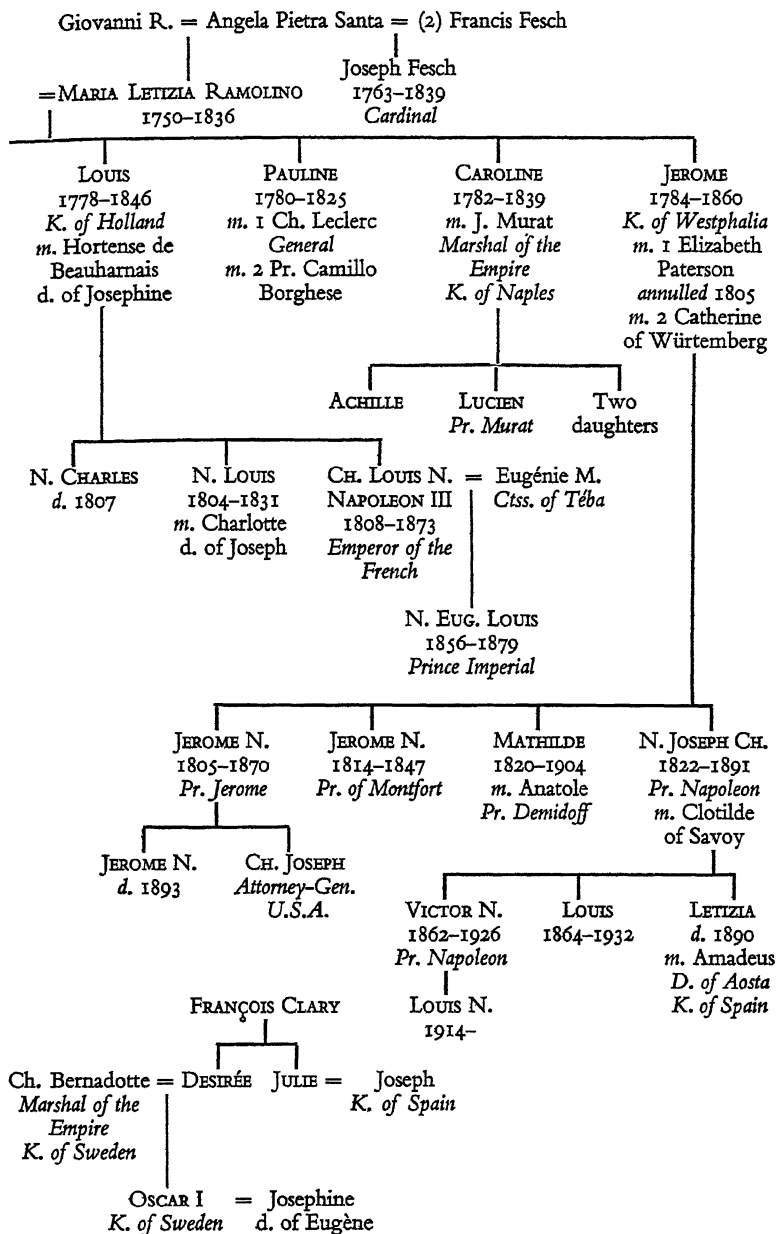 Giovanni R. = Angela Pietra Santa = (2) Francis Fesch
Joseph Fesch
1763–1839
Cardinal
=MARIA LETIZIA RAMOLINO
1750–1836
LOUIS
1778–1846
K. of Holland
m. Hortense de
Beauharnais
d. of Josephine
PAULINE
1780–1825
m. 1 Ch. Leclerc
General
m. 2 Pr. Camillo
Borghese
CAROLINE
1782–1839
m. J. Murat
Marshal of the
Empire
K. of Naples
JEROME
1784–1860
K. of Westphalia
m. 1 Elizabeth
Paterson
annulled 1805
m. 2 Catherine
of Würtemberg
ACHILLE
LUCIEN
Pr. Murat
Two
daughters
N. CHARLES
d. 1807
N. LOUIS
1804–1831
m. Charlotte
d. of Joseph
CH. LOUIS N. =
NAPOLEON III
1808–1873
Emperor of the
French
Eugénie M.
Ctss. of Téba
N. EUG. LOUIS
1856–1879
Prince Imperial
JEROME N.
1805–1870
Pr. Jerome
JEROME N.
1814–1847
Pr. of Montfort
MATHILDE
1820–1904
m. Anatole
Pr. Demidoff
N. JOSEPH CH.
1822–1891
Pr. Napoleon
m. Clotilde
of Savoy
JEROME N.
d. 1893
CH. JOSEPH
Attorney-Gen.
U.S.A.
VICTOR N.
1862–1926
Pr. Napoleon
LOUIS
1864–1932
LETIZIA
d. 1890
m. Amadeus
D. of Aosta
K. of Spain
LOUIS N.
1914–
FRANÇOIS CLARY
Ch. Bernadotte = DESIRÉE
Marshal of the
Empire
K. of Sweden
JULIE = Joseph
K. of Spain
OSCAR I = Josephine
K. of Sweden d. of Eugène